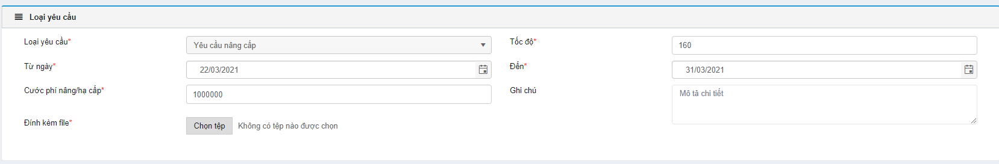 Loại yêu cầu
Loại yêu cầu*
Yêu cầu nâng cấp
Tốc độ*
160
Từ ngày*
22/03/2021
Đến*
31/03/2021
Cước phí nâng/hạ cấp*
1000000
Ghi chú
Mô tả chi tiết
Đính kèm file*
Chọn tệp
Không có tệp nào được chọn